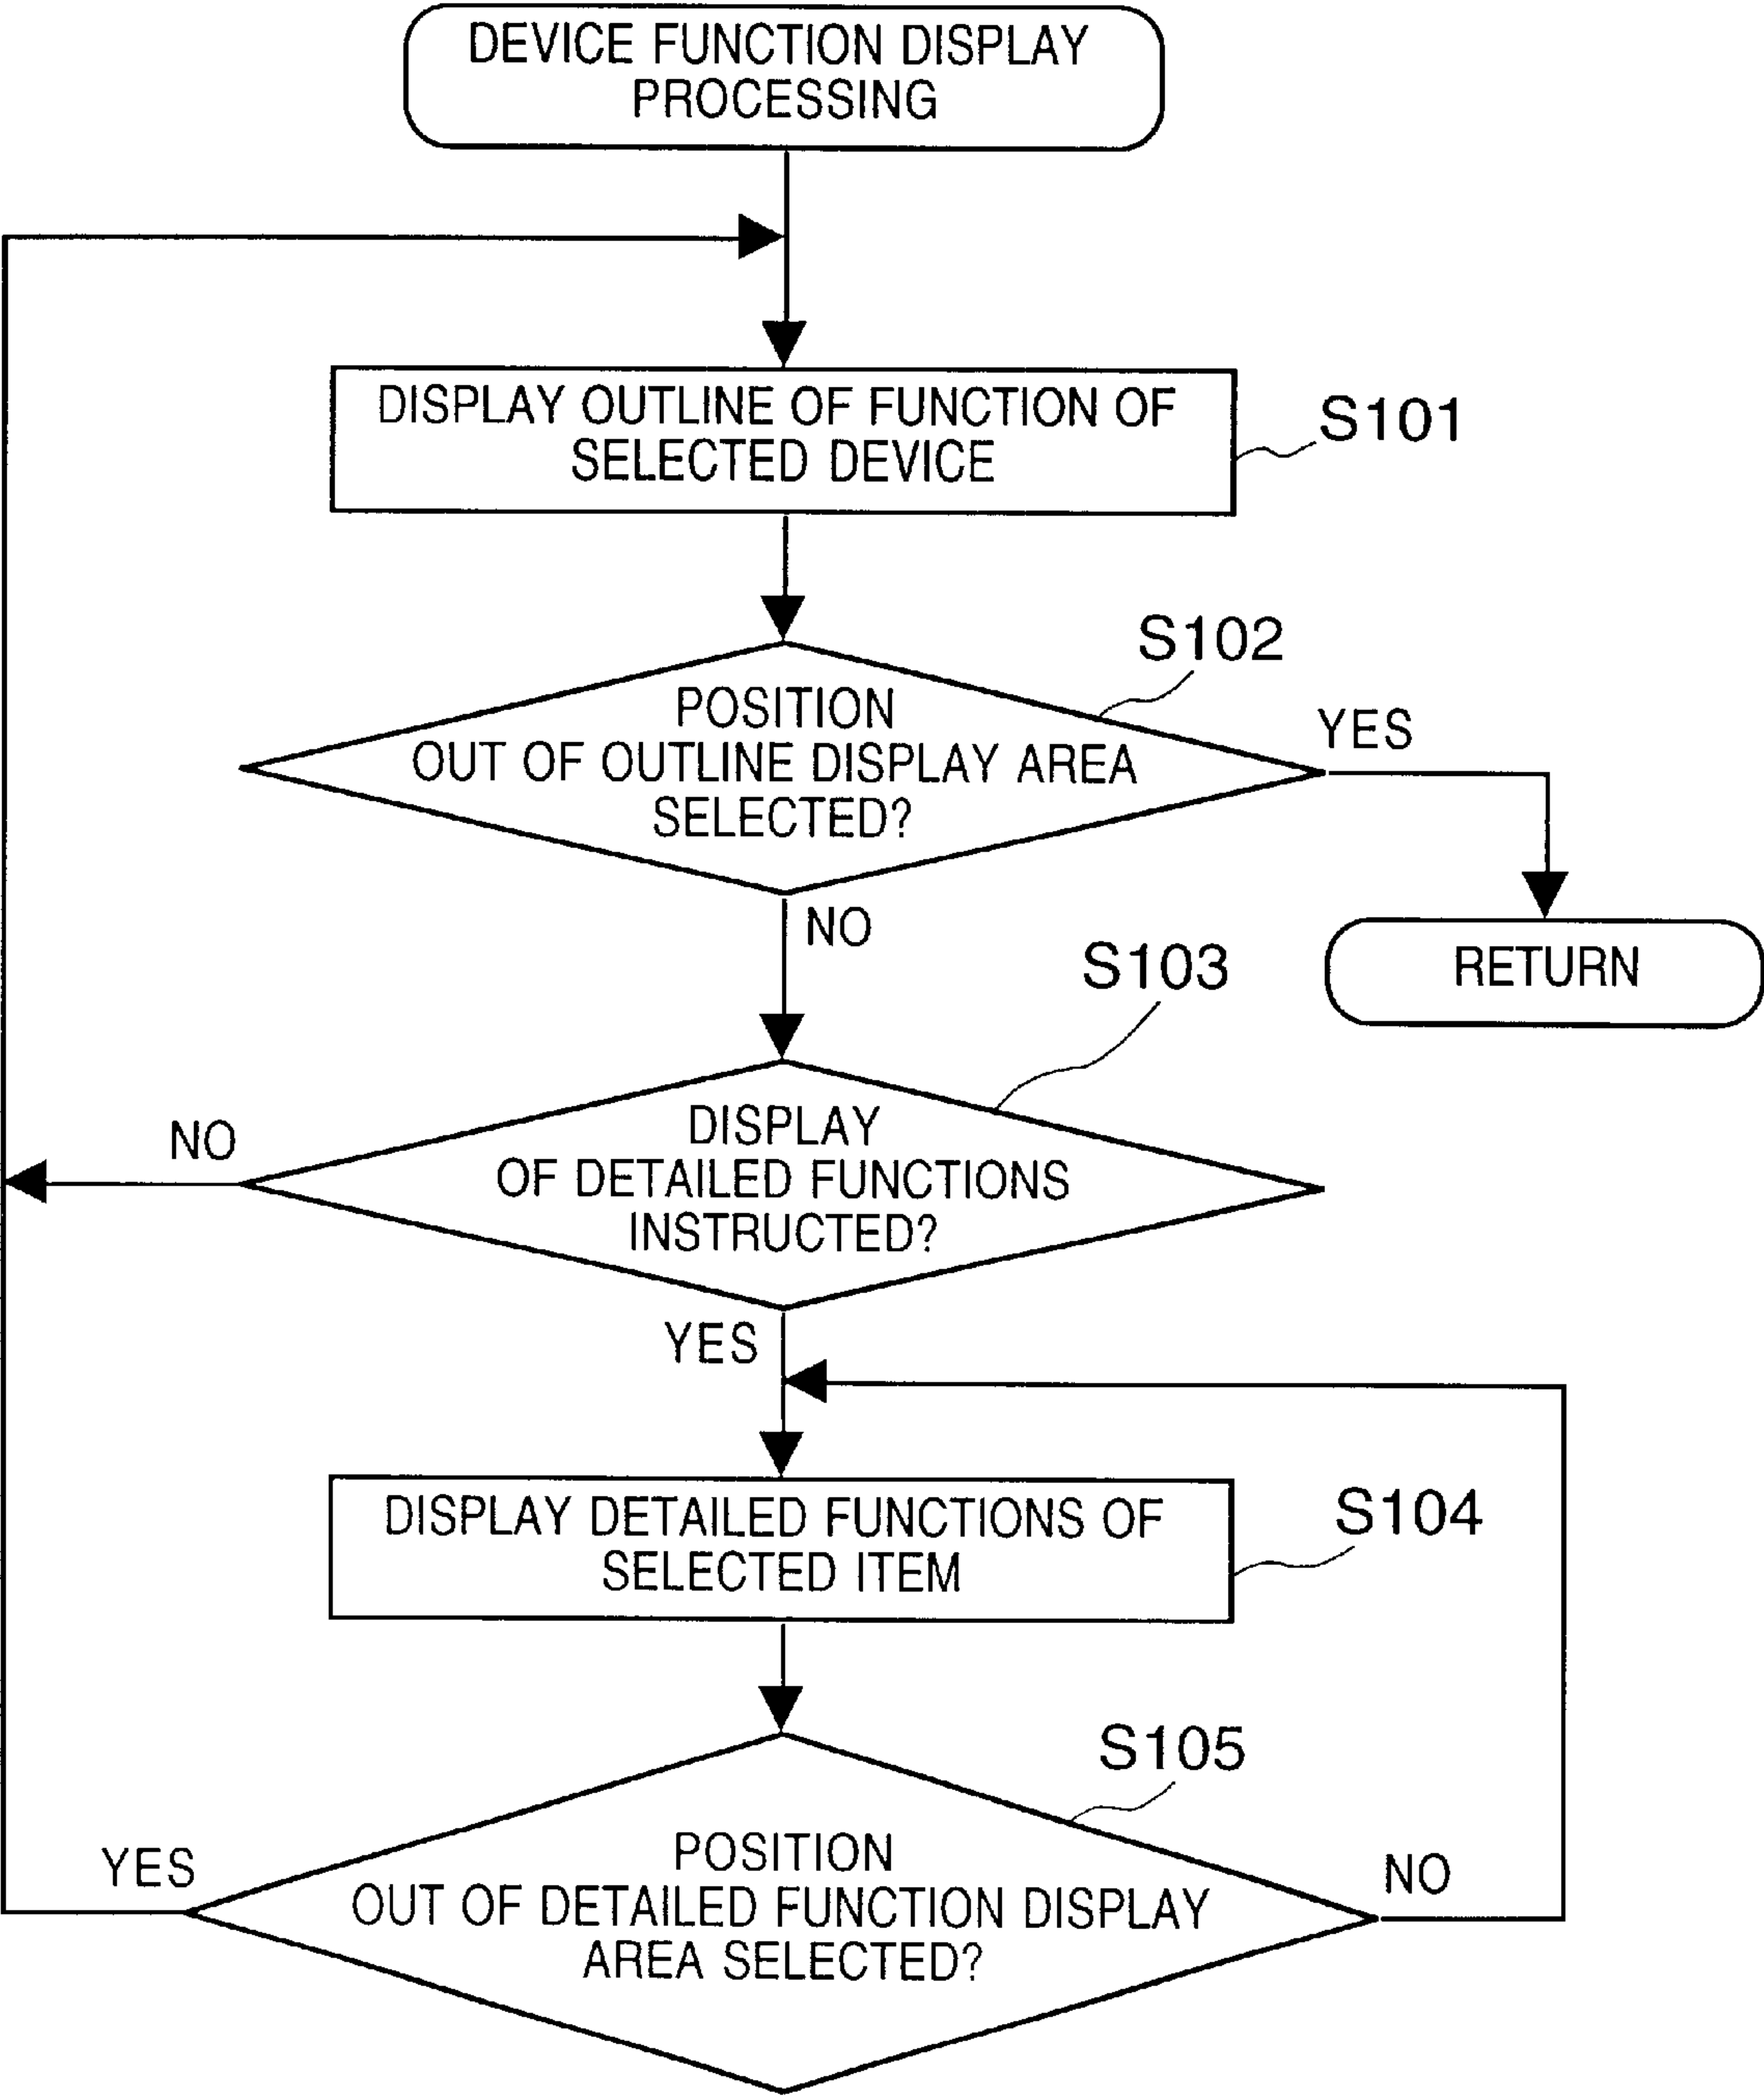 DEVICE FUNCTION DISPLAY
PROCESSING
DISPLAY OUTLINE OF FUNCTION OF
SELECTED DEVICE
S101
S102
POSITION
OUT OF OUTLINE DISPLAY AREA
SELECTED?
YES
NO
RETURN
S103
DISPLAY
OF DETAILED FUNCTIONS
INSTRUCTED?
NO
YES
DISPLAY DETAILED FUNCTIONS OF
SELECTED ITEM
S104
S105
POSITION
OUT OF DETAILED FUNCTION DISPLAY
AREA SELECTED?
YES
NO